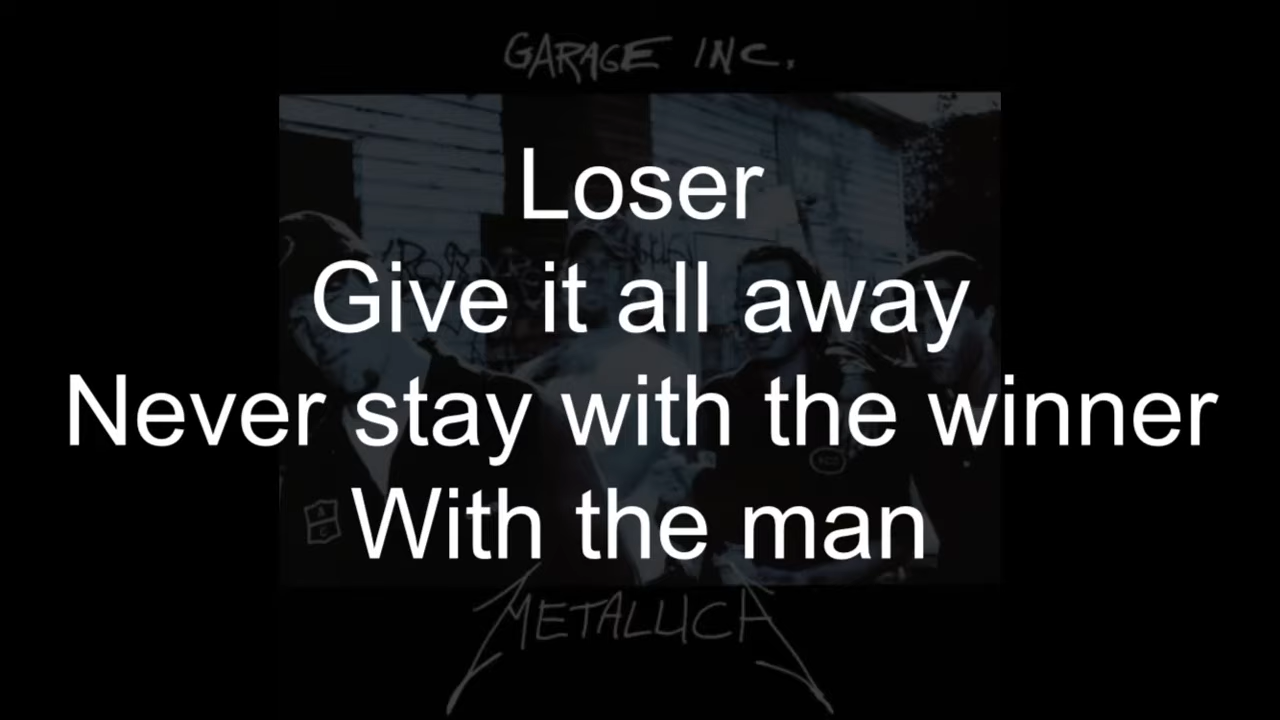 GARAGE INC.
Loser
Give it all away
Never stay with the winner
With the man
METALLICA